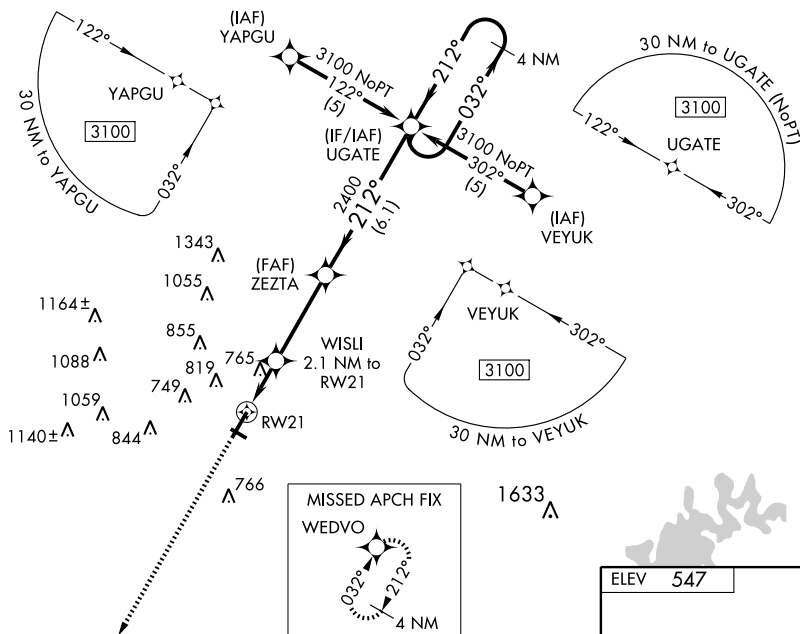 (IAF)
YAPGU
3100 NoPT
122°
(5)
212°
032°
4 NM
(IF/IAF)
UGATE
3100 NoPT
302°
(5)
(IAF)
VEYUK
122°
YAPGU
3100
032°
30 NM to YAPGU
30 NM to UGATE (NoPT)
3100
122°
UGATE
302°
2400
212°
(6.1)
(FAF)
ZEZTA
WISLI
2.1 NM to
RW21
RW21
1343
1055
1164±
855
1088
819
765
749
1059
1140±
844
766
VEYUK
032°
302°
3100
30 NM to VEYUK
MISSED APCH FIX
WEDVO
032°
212°
4 NM
1633
ELEV 547